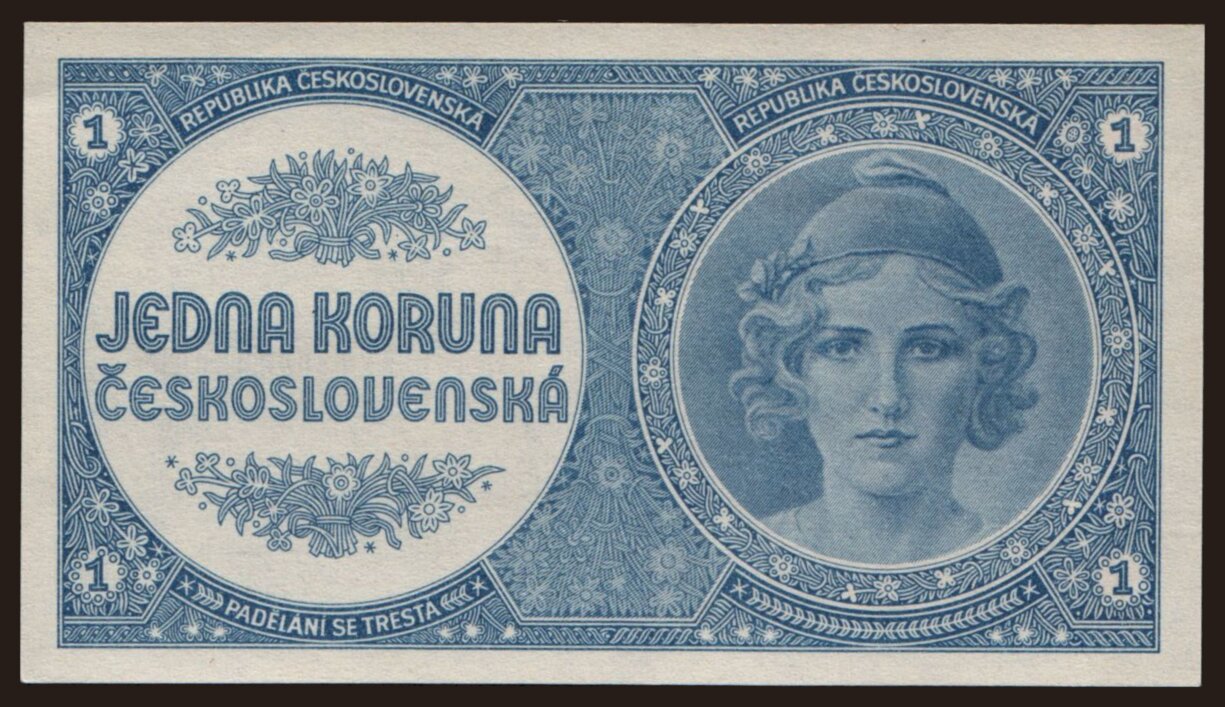 REPUBLIKA ČESKOSLOVENSKÁ
REPUBLIKA ČESKOSLOVENSKÁ
1
1
JEDNA KORUNA
ČESKOSLOVENSKÁ
1
1
PADĚLÁNÍ SE TRESTÁ